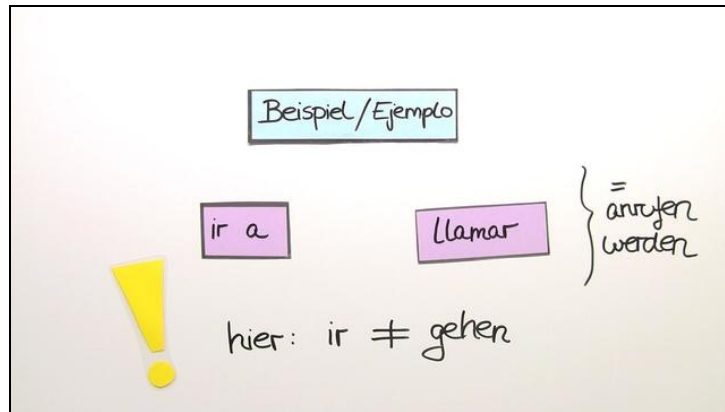 Beispiel/Ejemplo
ir a
llamar
=
anrufen
werden
hier: ir ≠ gehen